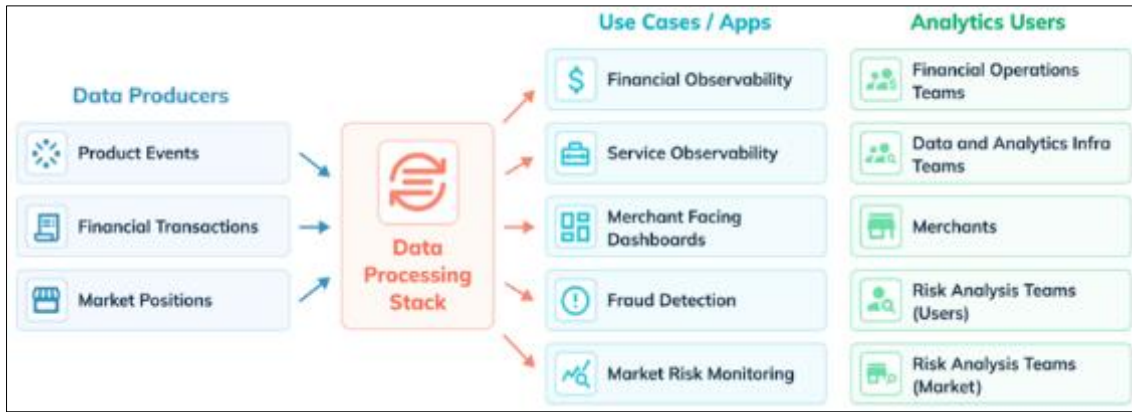 Data Producers
Product Events
Financial Transactions
Market Positions
Data
Processing
Stack
Use Cases / Apps
Financial Observability
Service Observability
Merchant Facing
Dashboards
Fraud Detection
Market Risk Monitoring
Analytics Users
Financial Operations
Teams
Data and Analytics Infra
Teams
Merchants
Risk Analysis Teams
(Users)
Risk Analysis Teams
(Market)